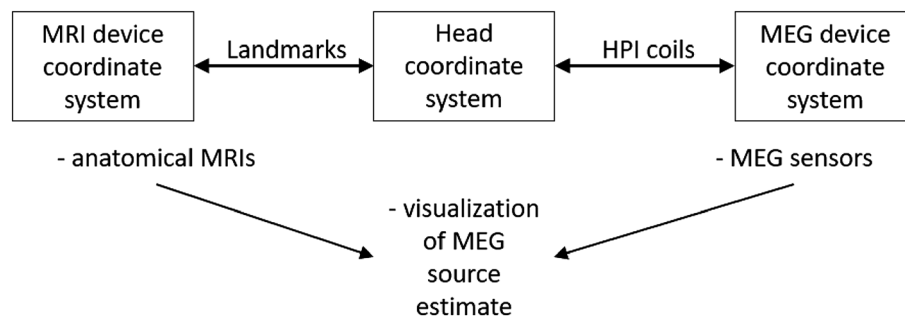 MRI device
coordinate
system
Landmarks
Head
coordinate
system
HPI coils
MEG device
coordinate
system
- anatomical MRIs
- MEG sensors
- visualization
of MEG
source
estimate